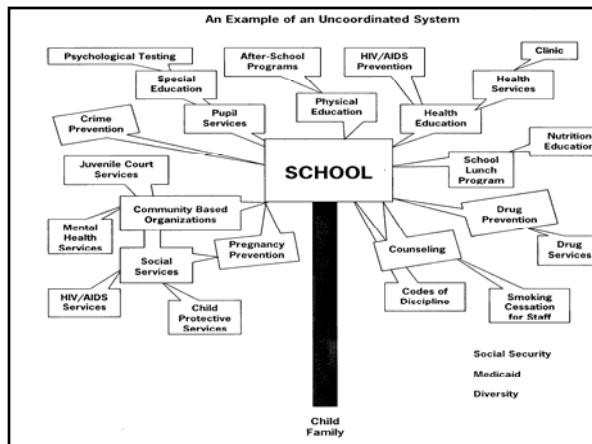 An Example of an Uncoordinated System
Psychological Testing
Special
Education
After-School
Programs
HIV/AIDS
Prevention
Clinic
Health
Services
Crime
Prevention
Pupil
Services
Physical
Education
Health
Education
Nutrition
Education
Juvenile Court
Services
SCHOOL
School
Lunch
Program
Community Based
Organizations
Drug
Prevention
Mental
Health
Services
Pregnancy
Prevention
Counseling
Drug
Services
Social
Services
HIV/AIDS
Services
Child
Protective
Services
Codes of
Discipline
Smoking
Cessation
for Staff
Social Security
Medicaid
Diversity
Child
Family